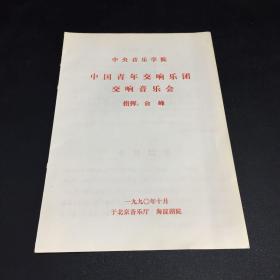 中央音乐学院
中国青年交响乐团
交响音乐会
指挥：俞峰
一九九〇年十月
于北京音乐厅 海淀剧院